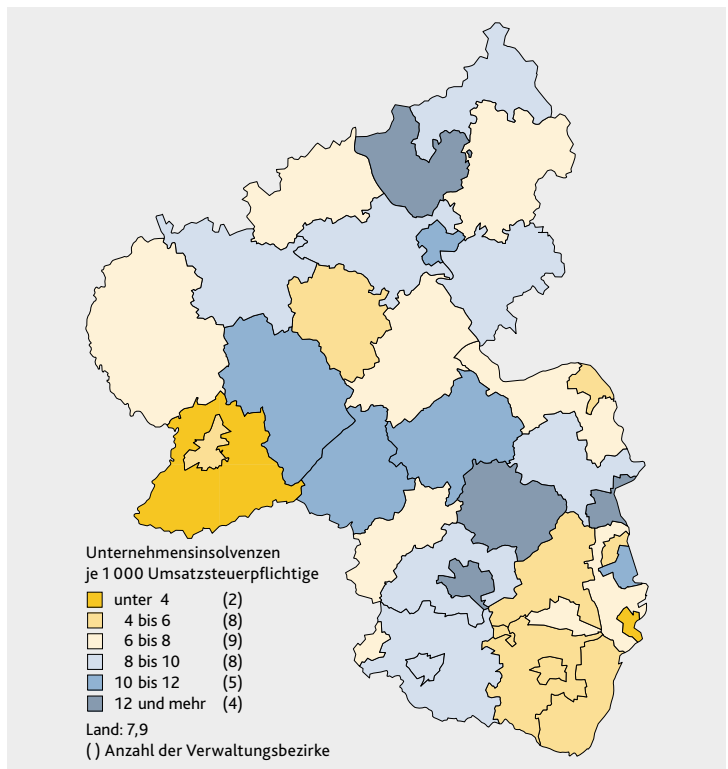 Unternehmensinsolvenzen
je 1 000 Umsatzsteuerpflichtige
unter 4 (2)
4 bis 6 (8)
6 bis 8 (9)
8 bis 10 (8)
10 bis 12 (5)
12 und mehr (4)
Land: 7,9
( ) Anzahl der Verwaltungsbezirke